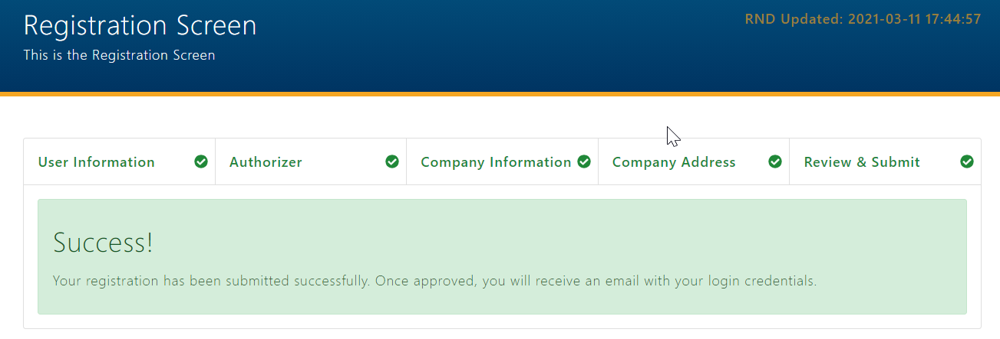 Registration Screen
RND Updated: 2021-03-11 17:44:57
This is the Registration Screen
User Information
Authorizer
Company Information
Company Address
Review & Submit
Success!
Your registration has been submitted successfully. Once approved, you will receive an email with your login credentials.